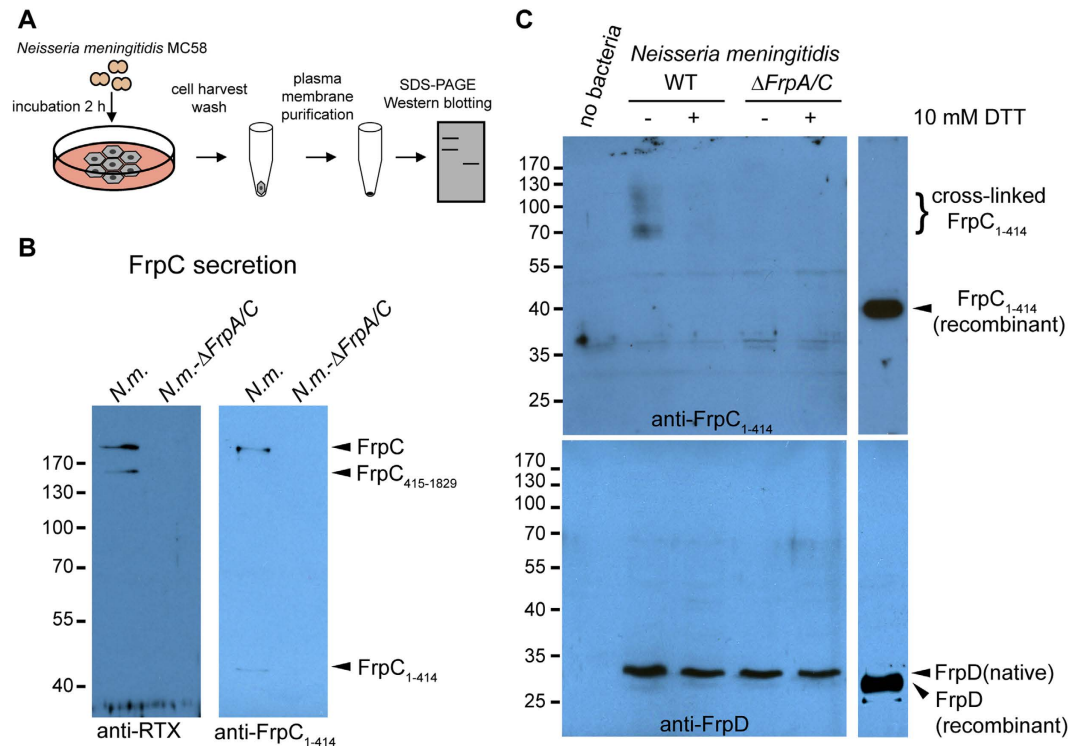 A
Neisseria meningitidis MC58
incubation 2 h
cell harvest
wash
plasma
membrane
purification
SDS-PAGE
Western blotting
B
FrpC secretion
N.m.
N.m.-ΔFrpA/C
N.m.
N.m.-ΔFrpA/C
170
130
100
70
55
40
FrpC
FrpC415-1829
FrpC1-414
anti-RTX
anti-FrpC1-414
C
no bacteria
Neisseria meningitidis
WT
ΔFrpA/C
- + - + 10 mM DTT
170
130
100
70
55
40
35
25
cross-linked
FrpC1-414
FrpC1-414
(recombinant)
anti-FrpC1-414
170
130
100
70
55
40
35
25
FrpD(native)
FrpD
(recombinant)
anti-FrpD